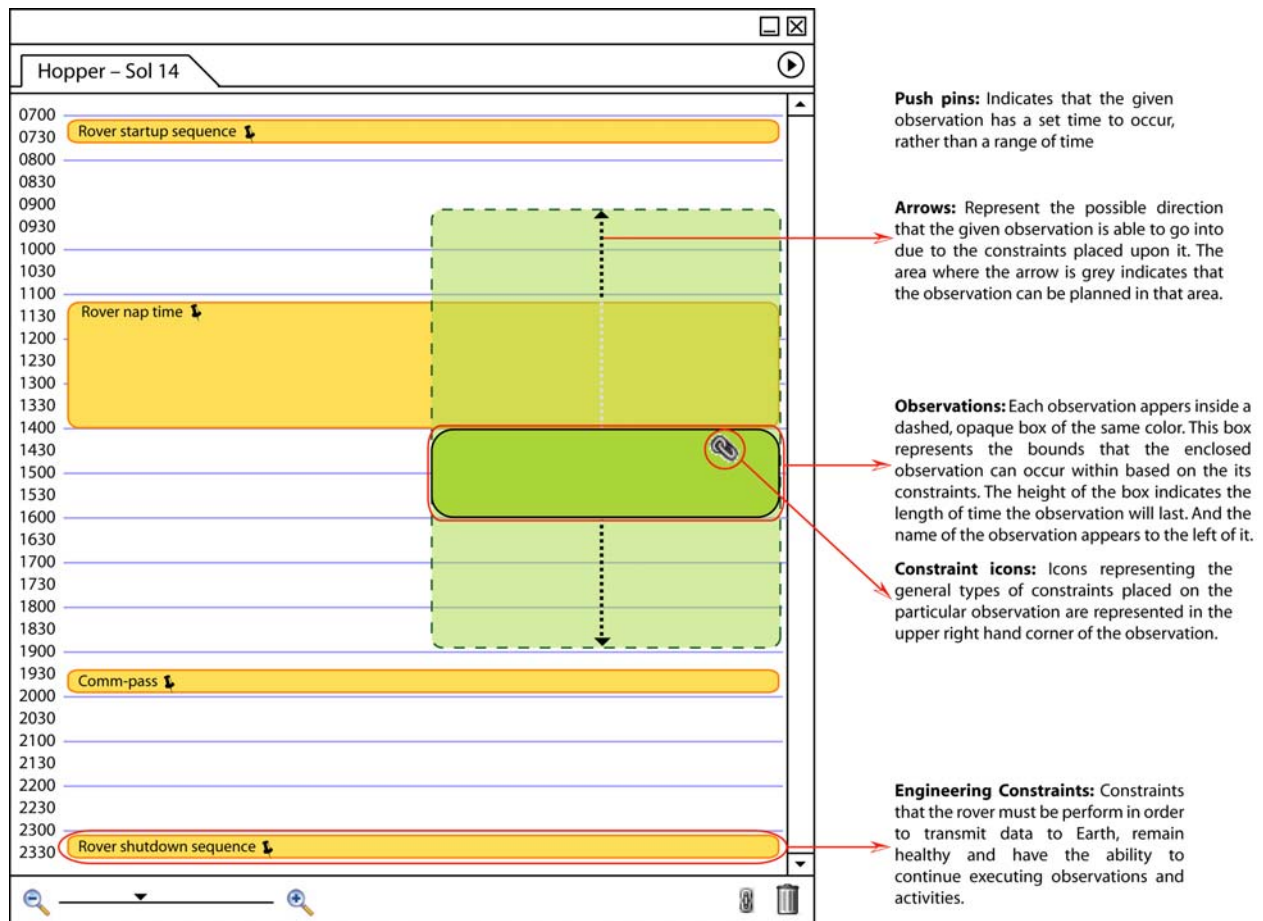 Hopper – Sol 14
0700
0730
Rover startup sequence
0800
0830
0900
0930
1000
1030
1100
1130
Rover nap time
1200
1230
1300
1330
1400
1430
1500
1530
1600
1630
1700
1730
1800
1830
1900
1930
Comm-pass
2000
2030
2100
2130
2200
2230
2300
2330
Rover shutdown sequence
Push pins: Indicates that the given
observation has a set time to occur,
rather than a range of time
Arrows: Represent the possible direction
that the given observation is able to go into
due to the constraints placed upon it. The
area where the arrow is grey indicates that
the observation can be planned in that area.
Observations: Each observation appers inside a
dashed, opaque box of the same color. This box
represents the bounds that the enclosed
observation can occur within based on the its
constraints. The height of the box indicates the
length of time the observation will last. And the
name of the observation appears to the left of it.
Constraint icons: Icons representing the
general types of constraints placed on the
particular observation are represented in the
upper right hand corner of the observation.
Engineering Constraints: Constraints
that the rover must be perform in order
to transmit data to Earth, remain
healthy and have the ability to
continue executing observations and
activities.